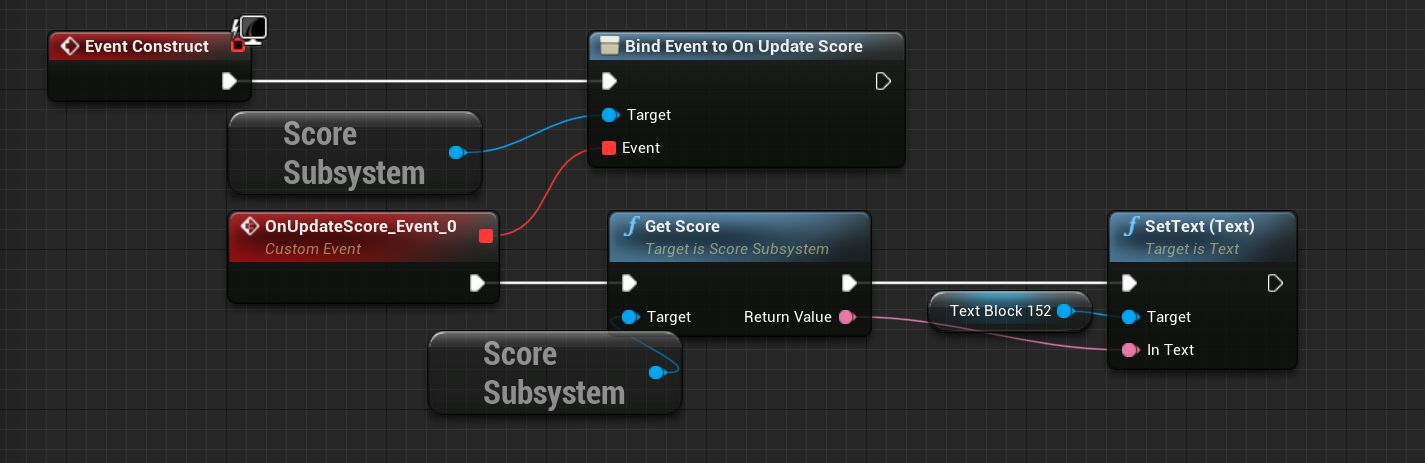 Event Construct
Bind Event to On Update Score
Target
Event
Score
Subsystem
OnUpdateScore_Event_0
Custom Event
Get Score
Target is Score Subsystem
Target
Return Value
Score
Subsystem
Text Block 152
SetText (Text)
Target is Text
Target
In Text